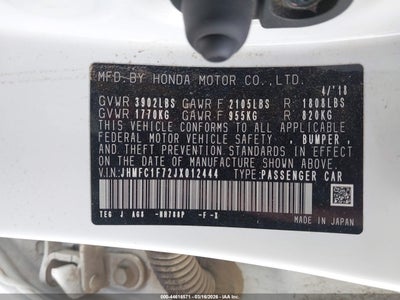 MFD.BY HONDA MOTOR CO.,LTD.
4/'18
GVWR 3902LBS GAWR F 2105LBS R 1808LBS
GVWR 1770KG GAWR F 955KG R 820KG
THIS VEHICLE CONFORMS TO ALL APPLICABLE
FEDERAL MOTOR VEHICLE SAFETY , BUMPER , AND
THEFT PREVENTION STANDARDS IN EFFECT ON THE
DATE OF MANUFACTURE SHOWN ABOVE.
V.I.N: JHMFC1F72JX012444 TYPE:PASSENGER CAR
MADE IN JAPAN